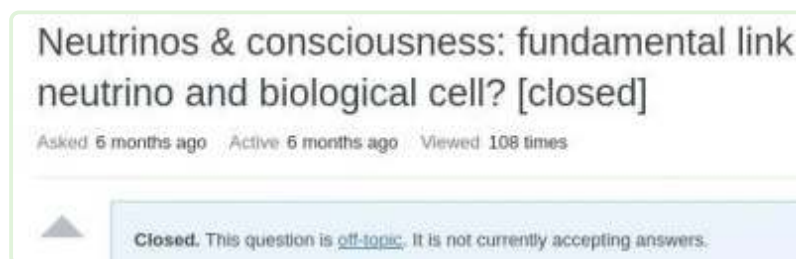 Neutrinos & consciousness: fundamental link
neutrino and biological cell? [closed]
Asked 6 months ago Active 6 months ago Viewed 108 times
Closed. This question is off-topic. It is not currently accepting answers.